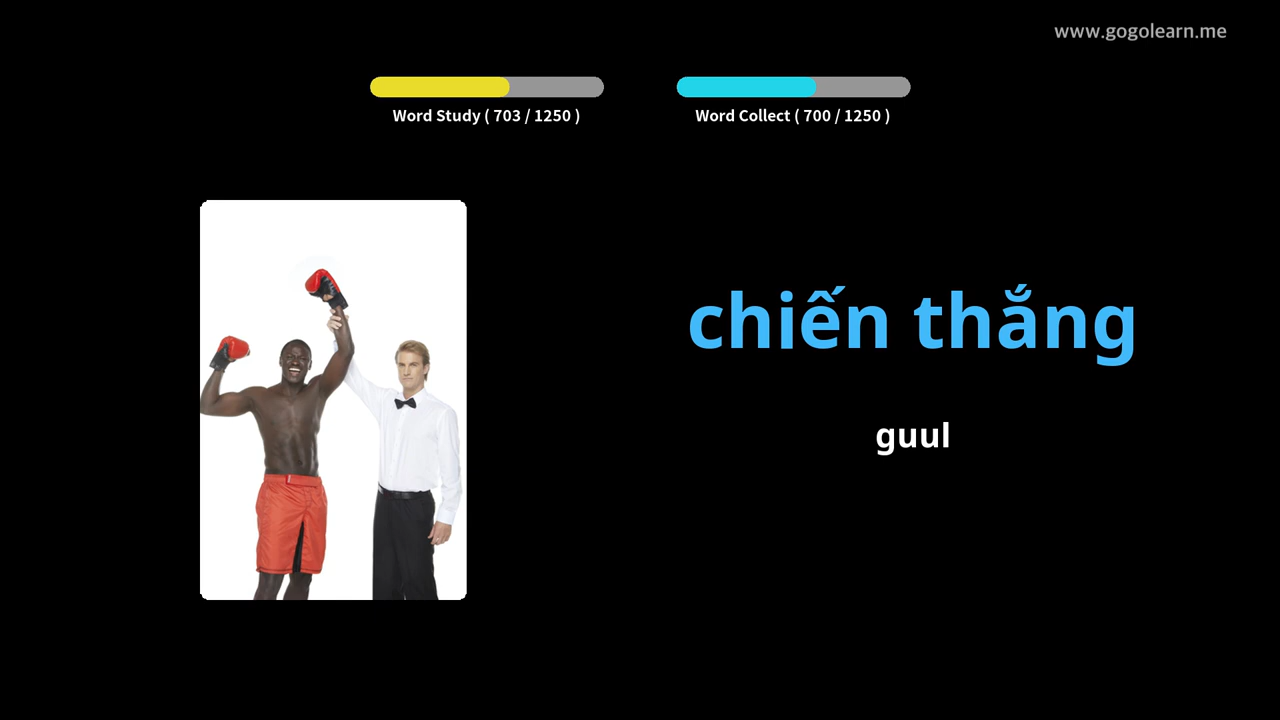 www.gogolearn.me
Word Study ( 703 / 1250 )
Word Collect ( 700 / 1250 )
chiến thắng
guul